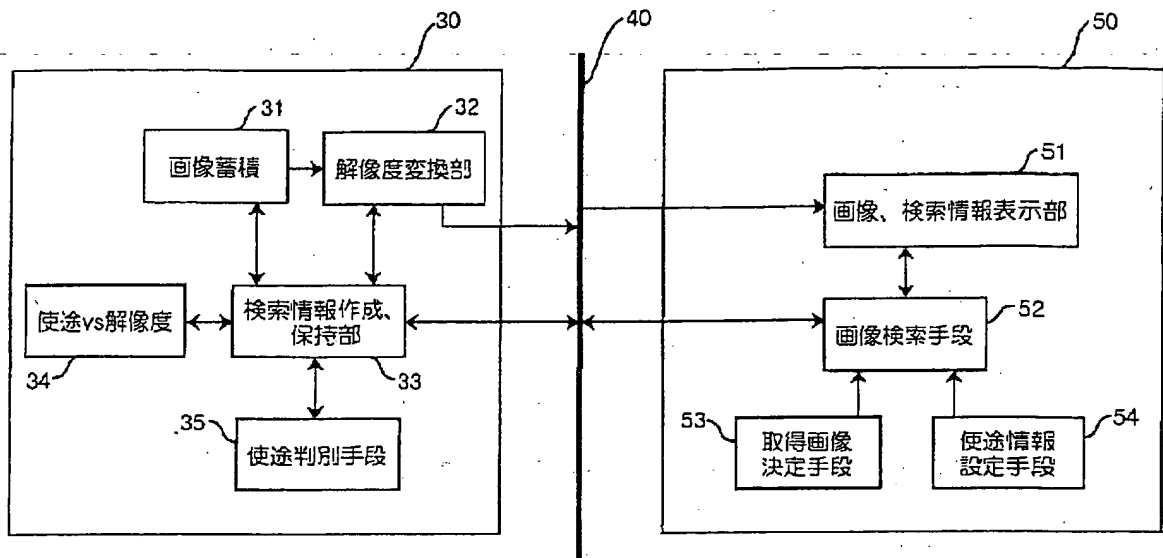 30
40
50
31
32
画像蓄積
解像度変換部
51
画像、検索情報表示部
使途vs解像度
検索情報作成、
保持部
画像検索手段
52
34
33
35
使途判別手段
53
取得画像
決定手段
使途情報
設定手段
54